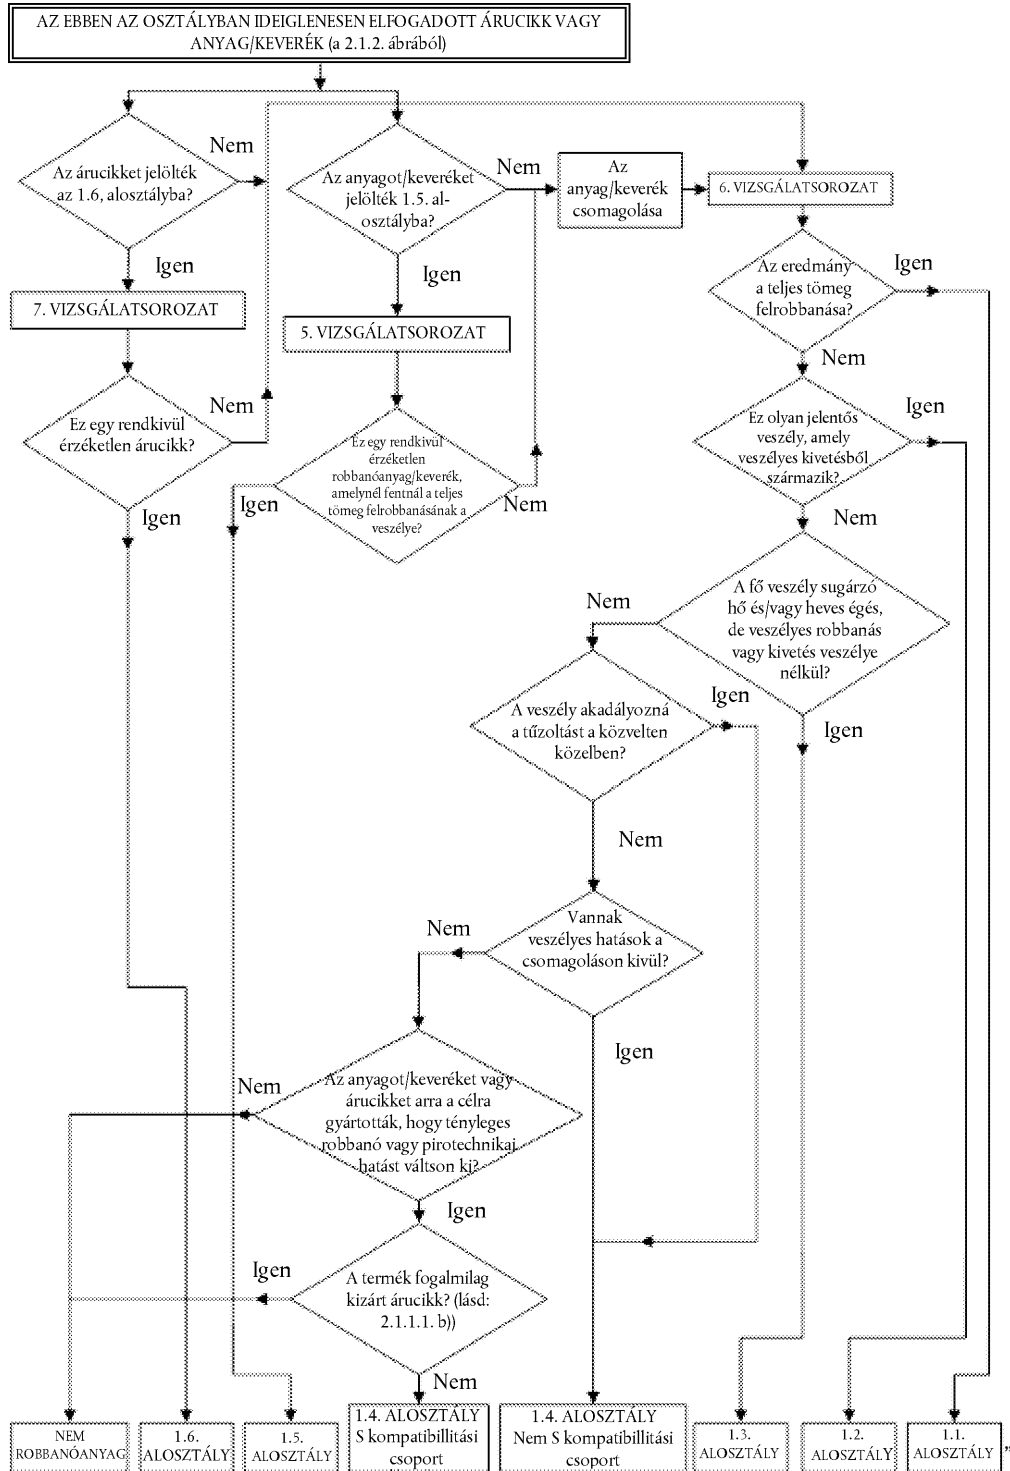 AZ EBBEN AZ OSZTÁLYBAN IDEIGLENESEN ELFOGADOTT ÁRUCIKK VAGY
ANYAG/KEVERÉK (a 2.1.2. ábrából)
Az árucikket jelölték
az 1.6, alosztályba?
Nem
Igen
7. VIZSGÁLATSOROZAT
Ez egy rendkivül
érzéketlen árucikk?
Nem
Igen
Az anyagot/keveréket
jelölték 1.5. al-
osztályba?
Nem
Igen
5. VIZSGÁLATSOROZAT
Ez egy rendkivül
érzéketlen
robbanóanyag/keverék,
amelynél fentnál a teljes
tömeg felrobbanásának a
veszélye?
Igen
Nem
Az
anyag/keverék
csomagolása
6. VIZSGÁLATSOROZAT
Az eredmány
a teljes tömeg
felrobbanása?
Igen
Nem
Ez olyan jelentős
veszély, amely
veszélyes kivetésből
származik?
Igen
Nem
A fő veszély sugárzó
hő és/vagy heves égés,
de veszélyes robbanás
vagy kivetés veszélye
nélkül?
Nem
Igen
A veszély akadályozná
a tűzoltást a közvelten
közelben?
Igen
Nem
Vannak
veszélyes hatások a
csomagoláson kivül?
Nem
Igen
Az anyagot/keveréket vagy
árucikket arra a célra
gyártották, hogy tényleges
robbanó vagy pirotechnikai
hatást váltson ki?
Nem
Igen
A termék fogalmilag
kizárt árucikk? (lásd:
2.1.1.1. b))
Igen
Nem
NEM
ROBBANÓANYAG
1.6.
ALOSZTÁLY
1.5.
ALOSZTÁLY
1.4. ALOSZTÁLY
S kompatibillitási
csoport
1.4. ALOSZTÁLY
Nem S kompatibillitási
csoport
1.3.
ALOSZTÁLY
1.2.
ALOSZTÁLY
1.1.
ALOSZTÁLY
”